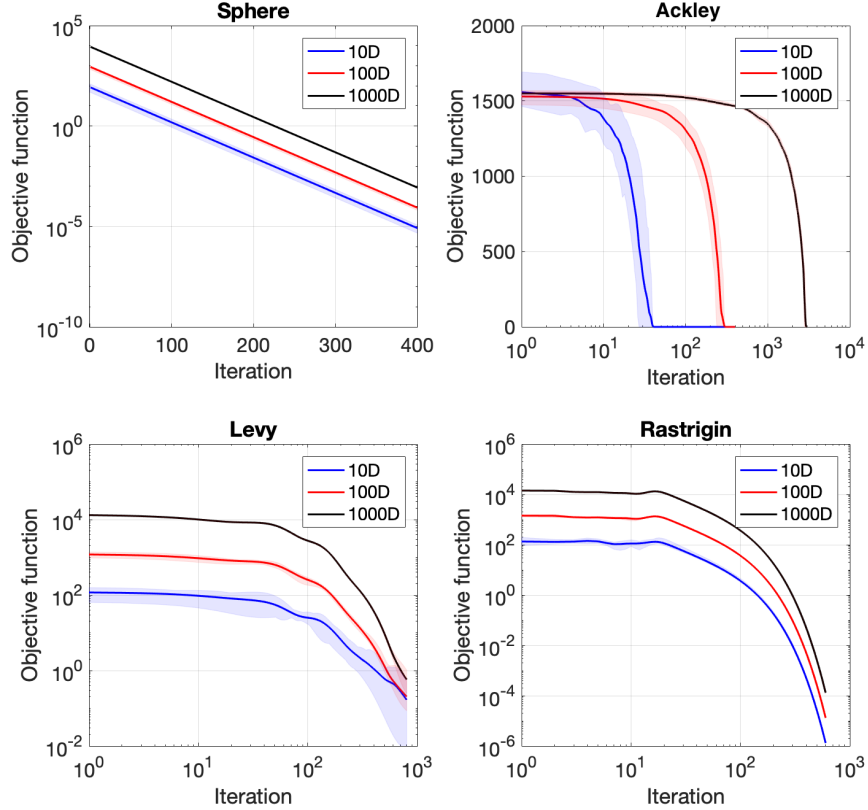 Sphere
10^5
10^0
10^-5
10^-10
0
100
200
300
400
Objective function
Iteration
10D
100D
1000D
Ackley
2000
1500
1000
500
0
10^0
10^1
10^2
10^3
10^4
Objective function
Iteration
10D
100D
1000D
Levy
10^6
10^4
10^2
10^0
10^-2
10^0
10^1
10^2
10^3
Objective function
Iteration
10D
100D
1000D
Rastrigin
10^6
10^4
10^2
10^0
10^-2
10^-4
10^-6
10^0
10^1
10^2
10^3
Objective function
Iteration
10D
100D
1000D